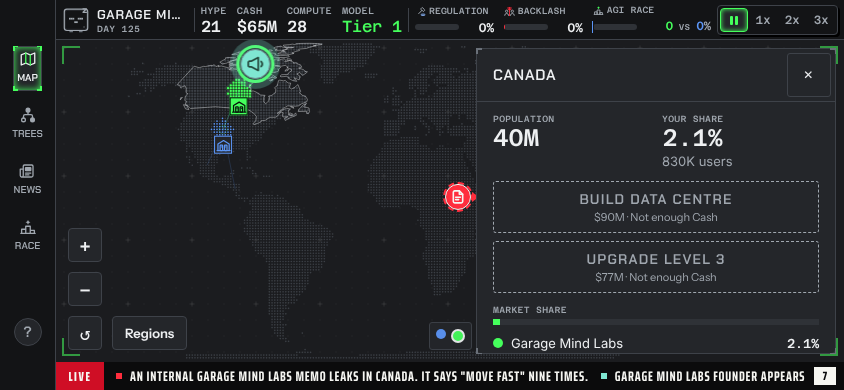 GARAGE MI...
DAY 125
HYPE
21
CASH
$65M
COMPUTE
28
MODEL
Tier 1
REGULATION
0%
BACKLASH
0%
AGI RACE
0 vs 0%
1x
2x
3x
MAP
TREES
NEWS
RACE
?
+
−
↺
Regions
CANADA
×
POPULATION
40M
YOUR SHARE
2.1%
830K users
BUILD DATA CENTRE
$90M · Not enough Cash
UPGRADE LEVEL 3
$77M · Not enough Cash
MARKET SHARE
Garage Mind Labs 2.1%
LIVE
AN INTERNAL GARAGE MIND LABS MEMO LEAKS IN CANADA. IT SAYS "MOVE FAST" NINE TIMES.
GARAGE MIND LABS FOUNDER APPEARS
7